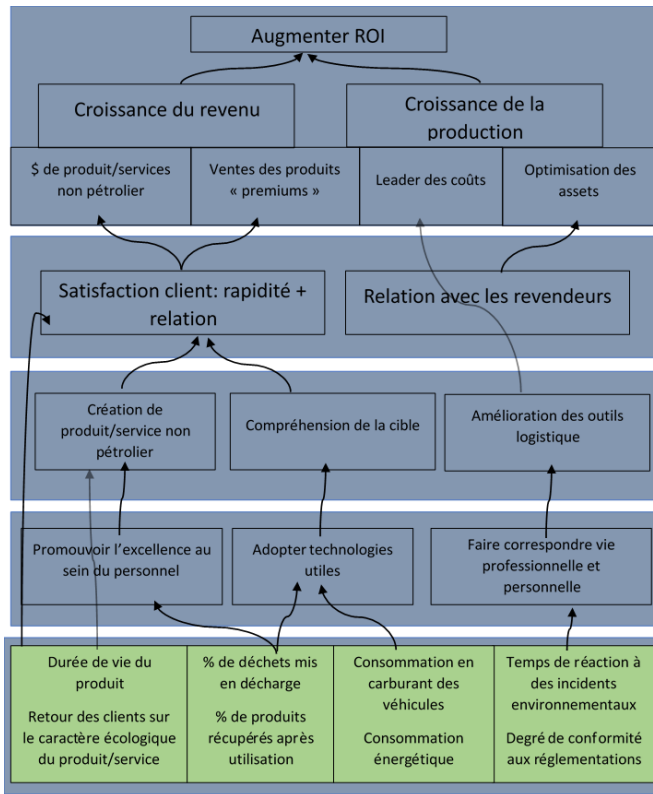 Augmenter ROI
Croissance du revenu
Croissance de la
production
$ de produit/services
non pétrolier
Ventes des produits
« premiums »
Leader des coûts
Optimisation des
assets
Satisfaction client: rapidité +
relation
Relation avec les revendeurs
Création de
produit/service non
pétrolier
Compréhension de la cible
Amélioration des outils
logistique
Promouvoir l'excellence au
sein du personnel
Adopter technologies
utiles
Faire correspondre vie
professionnelle et
personnelle
Durée de vie du
produit
Retour des clients sur
le caractère écologique
du produit/service
% de déchets mis
en décharge
% de produits
récupérés après
utilisation
Consommation en
carburant des
véhicules
Consommation
énergétique
Temps de réaction à
des incidents
environnementaux
Degré de conformité
aux réglementations